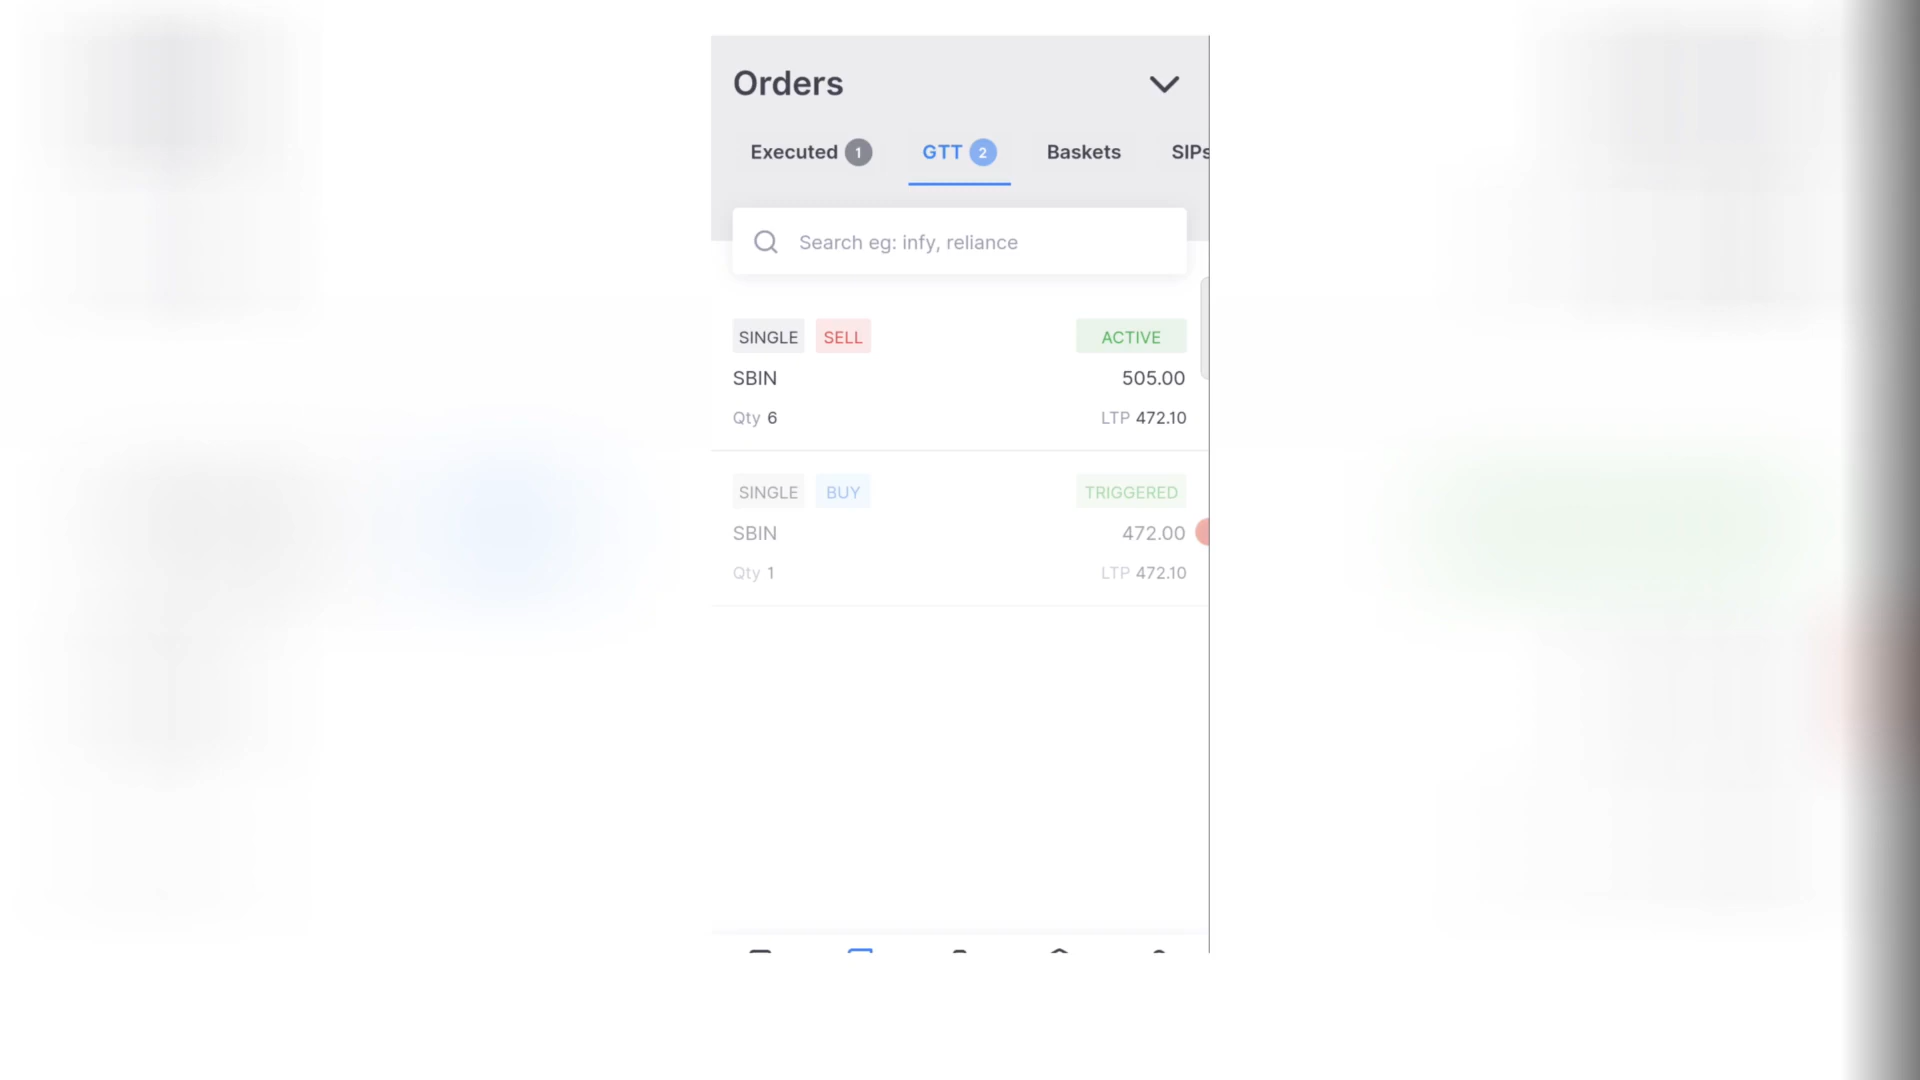 Orders
Executed 1 GTT 2 Baskets SIPs
Search eg: infy, reliance
SINGLE SELL ACTIVE
SBIN 505.00
Qty 6 LTP 472.10
SINGLE BUY TRIGGERED
SBIN 472.00
Qty 1 LTP 472.10